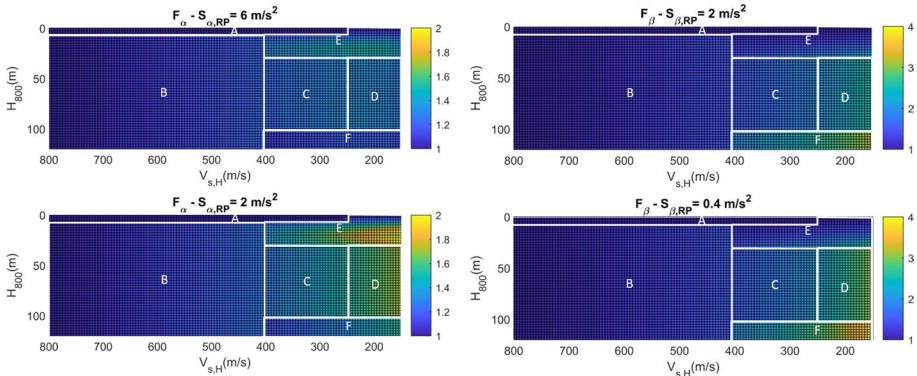 F_α - S_α,RP = 6 m/s²
A
E
B
C
D
F
0
50
100
H_800(m)
800 700 600 500 400 300 200
V_s,H(m/s)
2
1.8
1.6
1.4
1.2
1
F_β - S_β,RP = 2 m/s²
A
E
B
C
D
F
0
50
100
H_800(m)
800 700 600 500 400 300 200
V_s,H(m/s)
4
3
2
1
F_α - S_α,RP = 2 m/s²
A
E
B
C
D
F
0
50
100
H_800(m)
800 700 600 500 400 300 200
V_s,H(m/s)
2
1.8
1.6
1.4
1.2
1
F_β - S_β,RP = 0.4 m/s²
A
E
B
C
D
F
0
50
100
H_800(m)
800 700 600 500 400 300 200
V_s,H(m/s)
4
3
2
1